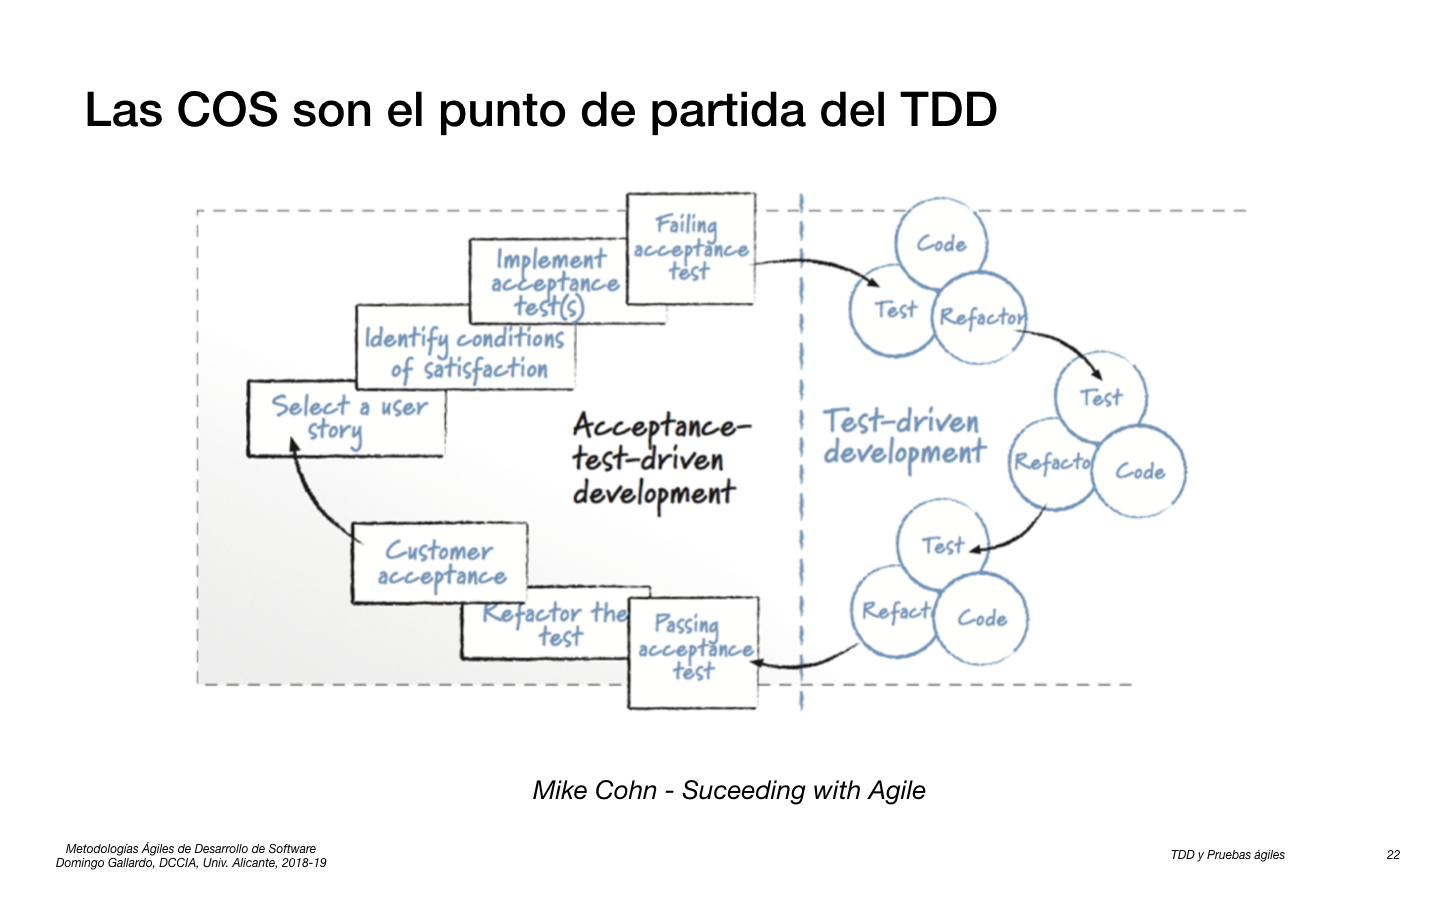 Las COS son el punto de partida del TDD
Failing
acceptance
test
Implement
acceptance
test(s)
Identify conditions
of satisfaction
Select a user
story
Acceptance-
test-driven
development
Customer
acceptance
Refactor the
test
Passing
acceptance
test
Test-driven
development
Code
Test
Refactor
Test
Refacto
Code
Test
Refact
Code
Mike Cohn - Suceeding with Agile
Metodologías Ágiles de Desarrollo de Software
Domingo Gallardo, DCCIA, Univ. Alicante, 2018-19
TDD y Pruebas ágiles
22